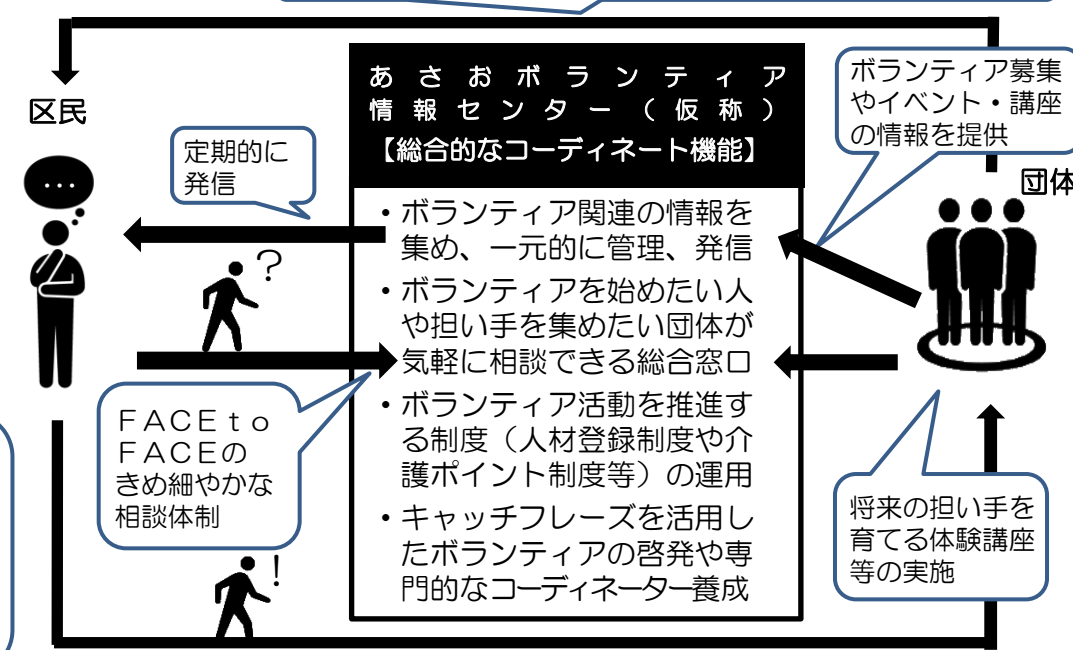 区民
・・・
定期的に
発信
?
FACE to
FACEの
きめ細やかな
相談体制
!
あさおボランティア
情報センター(仮称)
【総合的なコーディネート機能】
・ボランティア関連の情報を
集め、一元的に管理、発信
・ボランティアを始めたい人
や担い手を集めたい団体が
気軽に相談できる総合窓口
・ボランティア活動を推進す
る制度(人材登録制度や介
護ポイント制度等)の運用
・キャッチフレーズを活用し
たボランティアの啓発や専
門的なコーディネーター養成
ボランティア募集
やイベント・講座
の情報を提供
団体
将来の担い手を
育てる体験講座
等の実施